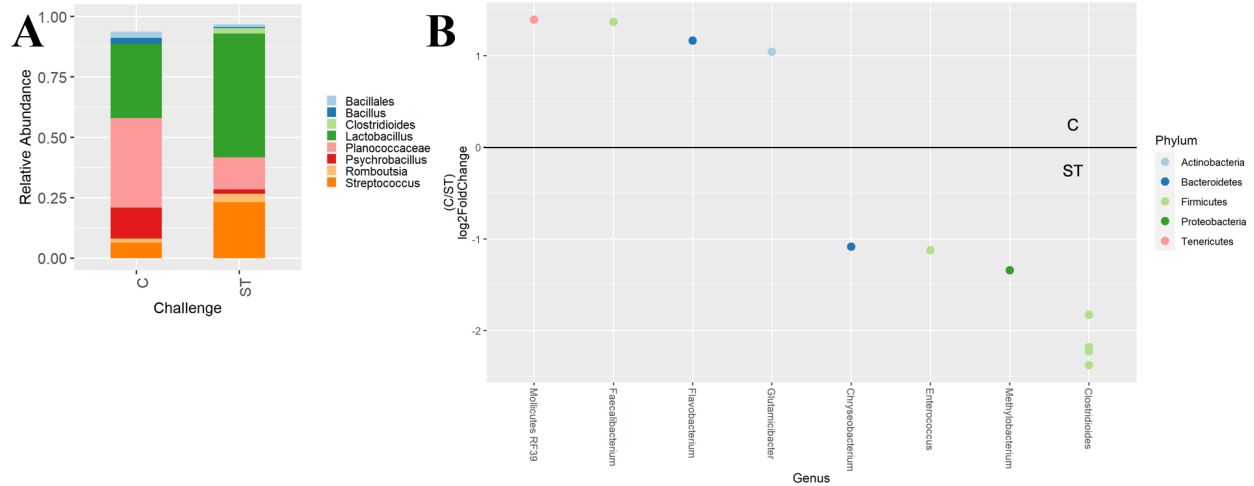 A
1.00
0.75
0.50
0.25
0.00
Relative Abundance
C
ST
Challenge
Bacillales
Bacillus
Clostridioides
Lactobacillus
Planococcaceae
Psychrobacillus
Romboutsia
Streptococcus
B
1
0
-1
-2
(C/ST)
log2FoldChange
C
ST
Mollicutes RF39
Faecalibacterium
Flavobacterium
Glutamicibacter
Chryseobacterium
Enterococcus
Methylobacterium
Clostridioides
Genus
Phylum
Actinobacteria
Bacteroidetes
Firmicutes
Proteobacteria
Tenericutes